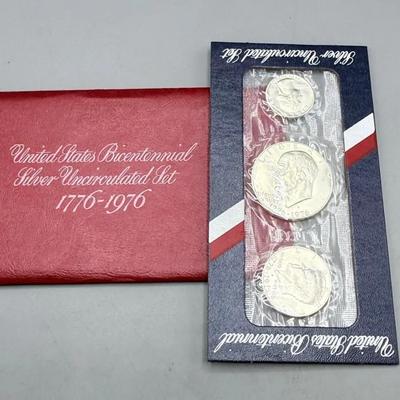 United States Bicentennial
Silver Uncirculated Set
1776-1976
Silver Uncirculated Set
United States Bicentennial